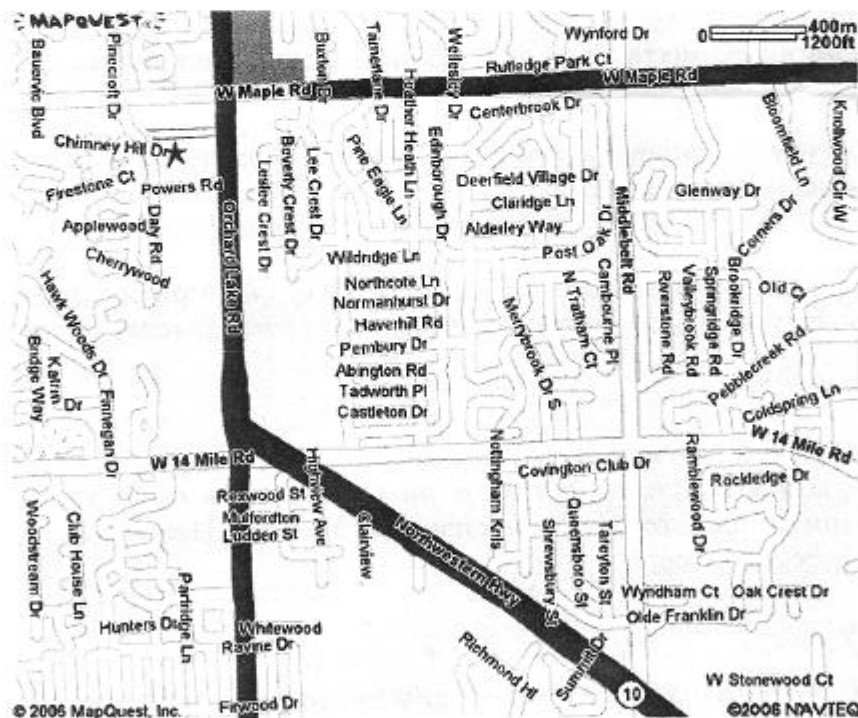 MAPQUEST
400m
1200ft
Wynford Dr
Rutledge Park Ct
W Maple Rd
W Maple Rd
Bauervic Blvd
Pinecroft Dr
Buxton Dr
Tamerlane Dr
Heather Heath Ln
Wellesley Dr
Centerbrook Dr
Bloomfield Ln
Knollwood Cir W
Chimney Hill Dr
Firestone Ct
Powers Rd
Applewood
Daly Rd
Cherrywood
Orchard Lake Rd
Leslee Crest Dr
Beverly Crest Dr
Lee Crest Dr
Pine Eagle Ln
Edinborough Dr
Deerfield Village Dr
Claridge Ln
Alderley Way
Post Oak Dr
Middlebelt Rd
Glenway Dr
Corners Dr
Wildridge Ln
Northcote Ln
Normanhurst Dr
Haverhill Rd
Pembury Dr
Abington Rd
Tadworth Pl
Castleton Dr
Merrybrook Dr S
N Tratham Ct
Cambourne Pl
Riverstone Rd
Valleybrook Rd
Springridge Rd
Brookridge Dr
Old Ct
Pebblecreek Rd
Coldspring Ln
Hawk Woods Ct
Bridge Way
Katrin
Dr
Finnegan Dr
W 14 Mile Rd
W 14 Mile Rd
Highview Ave
Rexwood St
Mulfordton
Ludden St
Clairview
Northwestern Hwy
Nottingham Knls
Covington Club Dr
Ramblewood Dr
Rockledge Dr
Shrewsbury St
Queensboro St
Tareyton St
Woodstream Dr
Club House Ln
Partridge Ln
Hunters Dr
Whitewood
Ravine Dr
Firwood Dr
Wyndham Ct
Oak Crest Dr
Olde Franklin Dr
Richmond Hl
Summit Dr
10
W Stonewood Ct
© 2006 MapQuest, Inc.
©2006 NAVTEQ